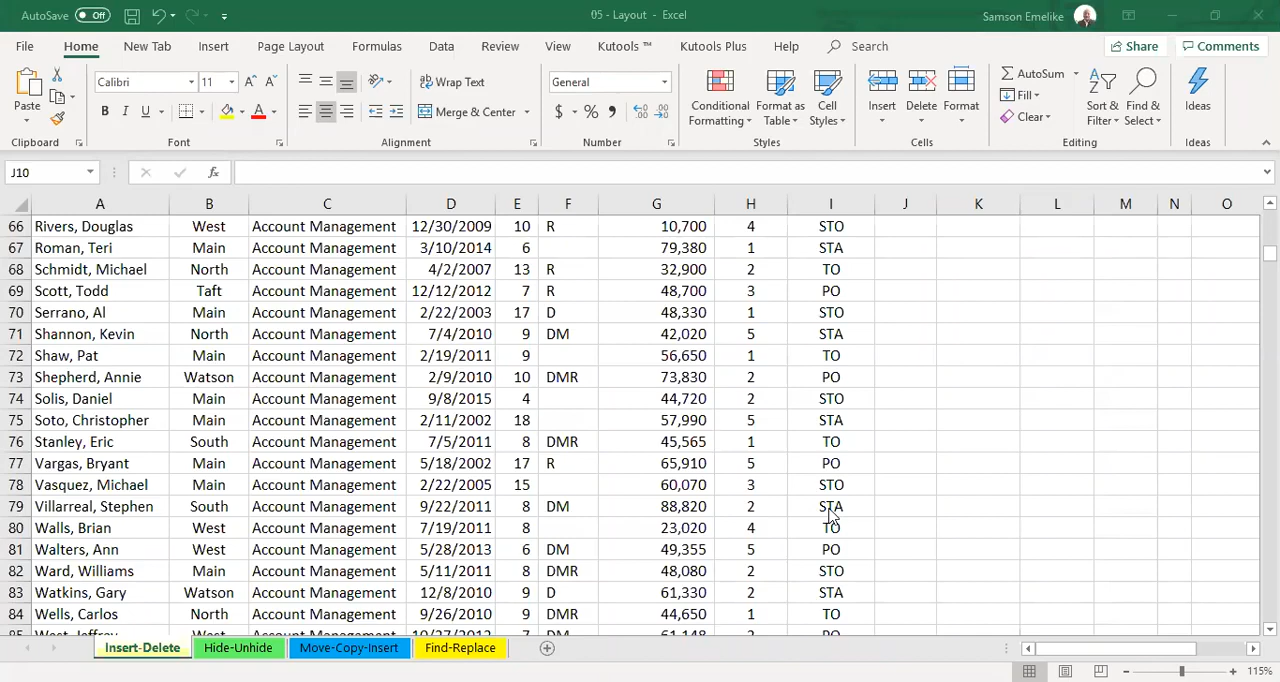 AutoSave Off 05 - Layout - Excel Samson Emelike
File Home New Tab Insert Page Layout Formulas Data Review View Kutools ™ Kutools Plus Help Search Share Comments
Paste Calibri 11 A A Wrap Text General Conditional Formatting Format as Table Cell Styles Insert Delete Format AutoSum Fill Clear Sort & Filter Find & Select Ideas
B I U A Merge & Center $ % 9
Clipboard Font Alignment Number Styles Cells Editing Ideas
J10 fx
A B C D E F G H I J K L M N O
66 Rivers, Douglas West Account Management 12/30/2009 10 R 10,700 4 STO
67 Roman, Teri Main Account Management 3/10/2014 6 79,380 1 STA
68 Schmidt, Michael North Account Management 4/2/2007 13 R 32,900 2 TO
69 Scott, Todd Taft Account Management 12/12/2012 7 R 48,700 3 PO
70 Serrano, Al Main Account Management 2/22/2003 17 D 48,330 1 STO
71 Shannon, Kevin North Account Management 7/4/2010 9 DM 42,020 5 STA
72 Shaw, Pat Main Account Management 2/19/2011 9 56,650 1 TO
73 Shepherd, Annie Watson Account Management 2/9/2010 10 DMR 73,830 2 PO
74 Solis, Daniel Main Account Management 9/8/2015 4 44,720 2 STO
75 Soto, Christopher Main Account Management 2/11/2002 18 57,990 5 STA
76 Stanley, Eric South Account Management 7/5/2011 8 DMR 45,565 1 TO
77 Vargas, Bryant Main Account Management 5/18/2002 17 R 65,910 5 PO
78 Vasquez, Michael Main Account Management 2/22/2005 15 60,070 3 STO
79 Villarreal, Stephen South Account Management 9/22/2011 8 DM 88,820 2 STA
80 Walls, Brian West Account Management 7/19/2011 8 23,020 4 TO
81 Walters, Ann West Account Management 5/28/2013 6 DM 49,355 5 PO
82 Ward, Williams Main Account Management 5/11/2011 8 DMR 48,080 2 STO
83 Watkins, Gary Watson Account Management 12/8/2010 9 D 61,330 2 STA
84 Wells, Carlos North Account Management 9/26/2010 9 DMR 44,650 1 TO
85 West, Jeffrey West Account Management 7 DM 61,148 2 PO
Insert-Delete Hide-Unhide Move-Copy-Insert Find-Replace
115%